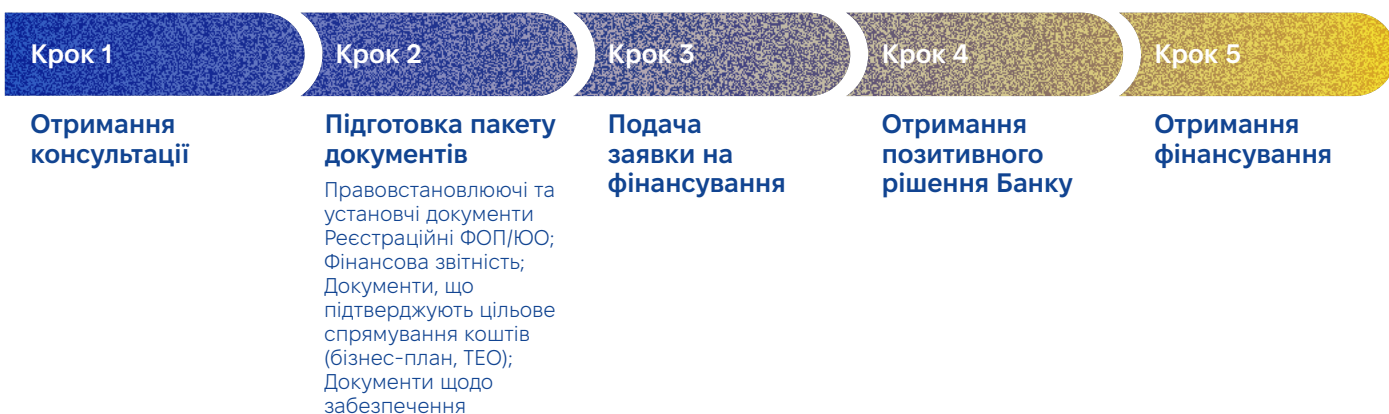 Крок 1
Отримання
консультації
Крок 2
Підготовка пакету
документів
Правовстановлюючі та
установчі документи
Реєстраційні ФОП/ЮО;
Фінансова звітність;
Документи, що
підтверджують цільове
спрямування коштів
(бізнес-план, ТЕО);
Документи щодо
забезпечення
Крок 3
Подача
заявки на
фінансування
Крок 4
Отримання
позитивного
рішення Банку
Крок 5
Отримання
фінансування